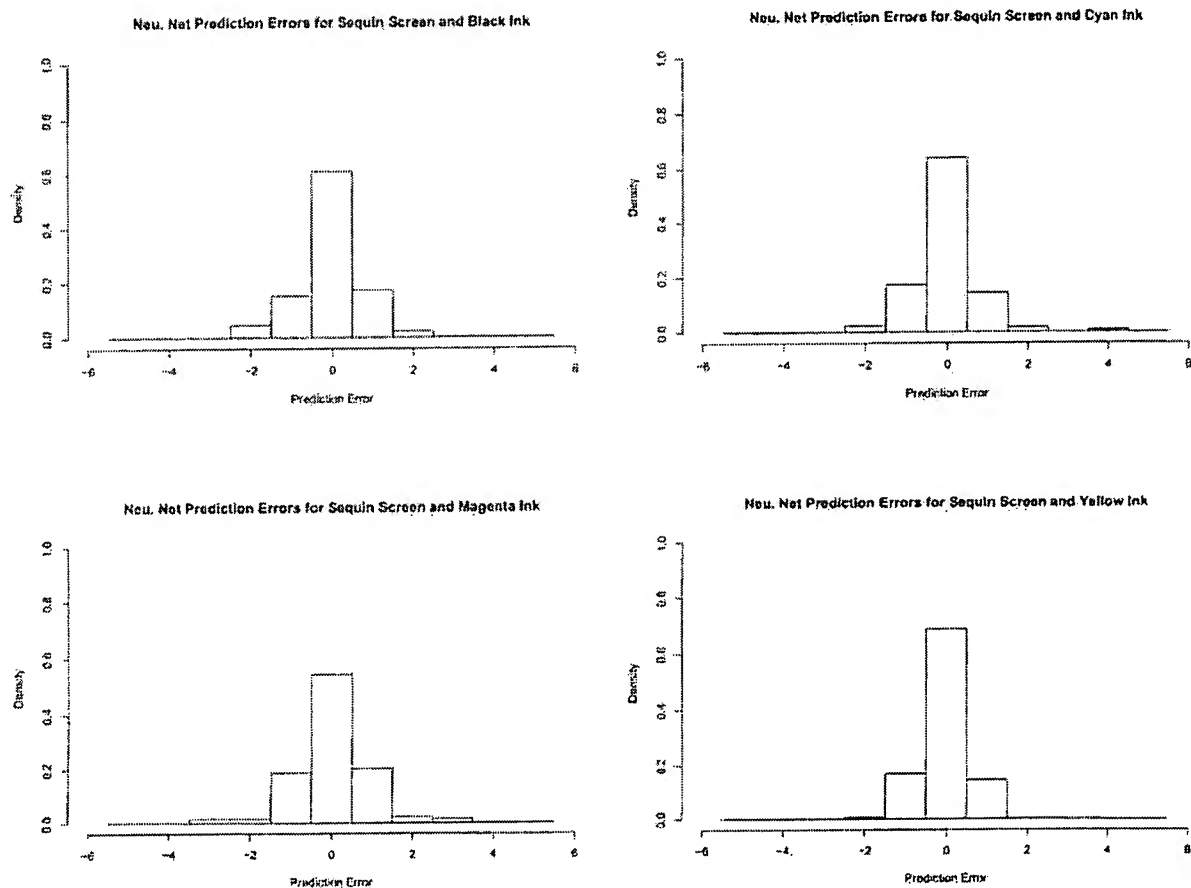 Neu. Net Prediction Errors for Sequin Screen and Black Ink
1.0
0.8
0.6
0.4
0.2
0.0
Density
-6 -4 -2 0 2 4 6
Prediction Error
Neu. Net Prediction Errors for Sequin Screen and Cyan Ink
1.0
0.8
0.6
0.4
0.2
0.0
Density
-6 -4 -2 0 2 4 6
Prediction Error
Neu. Net Prediction Errors for Sequin Screen and Magenta Ink
1.0
0.8
0.6
0.4
0.2
0.0
Density
-6 -4 -2 0 2 4 6
Prediction Error
Neu. Net Prediction Errors for Sequin Screen and Yellow Ink
1.0
0.8
0.6
0.4
0.2
0.0
Density
-6 -4 -2 0 2 4 6
Prediction Error